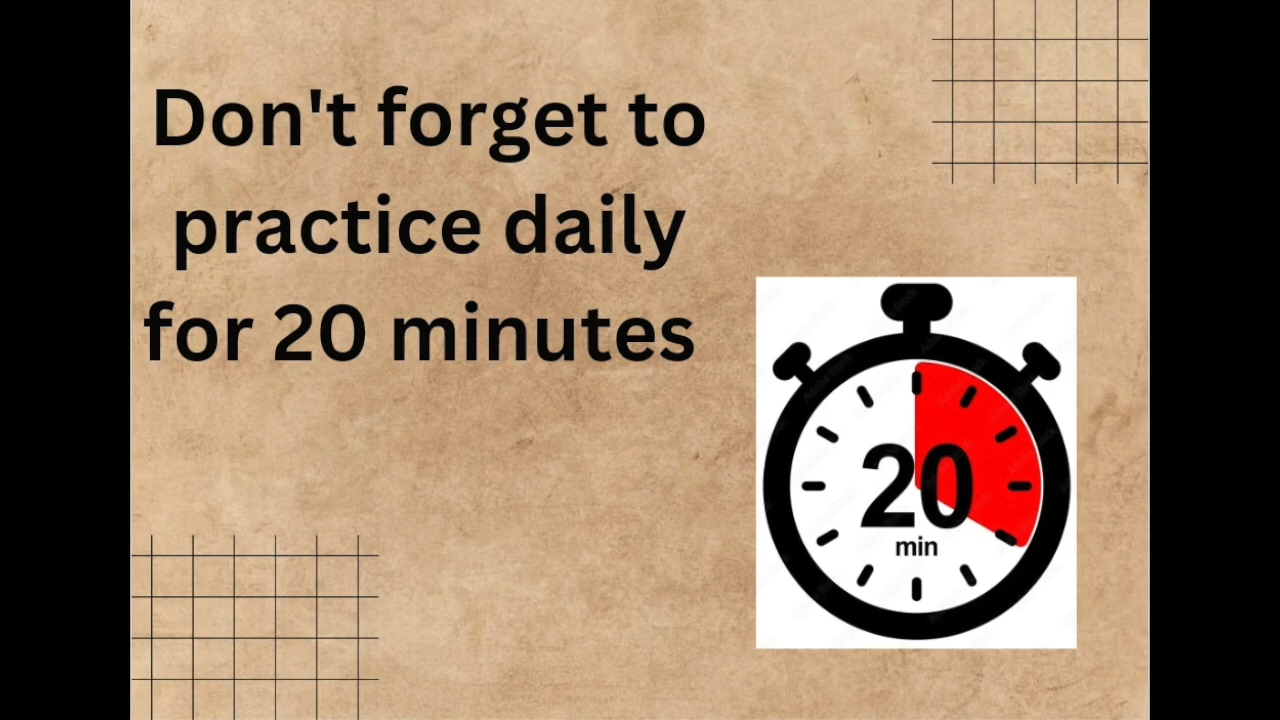 Don't forget to
practice daily
for 20 minutes
20
min